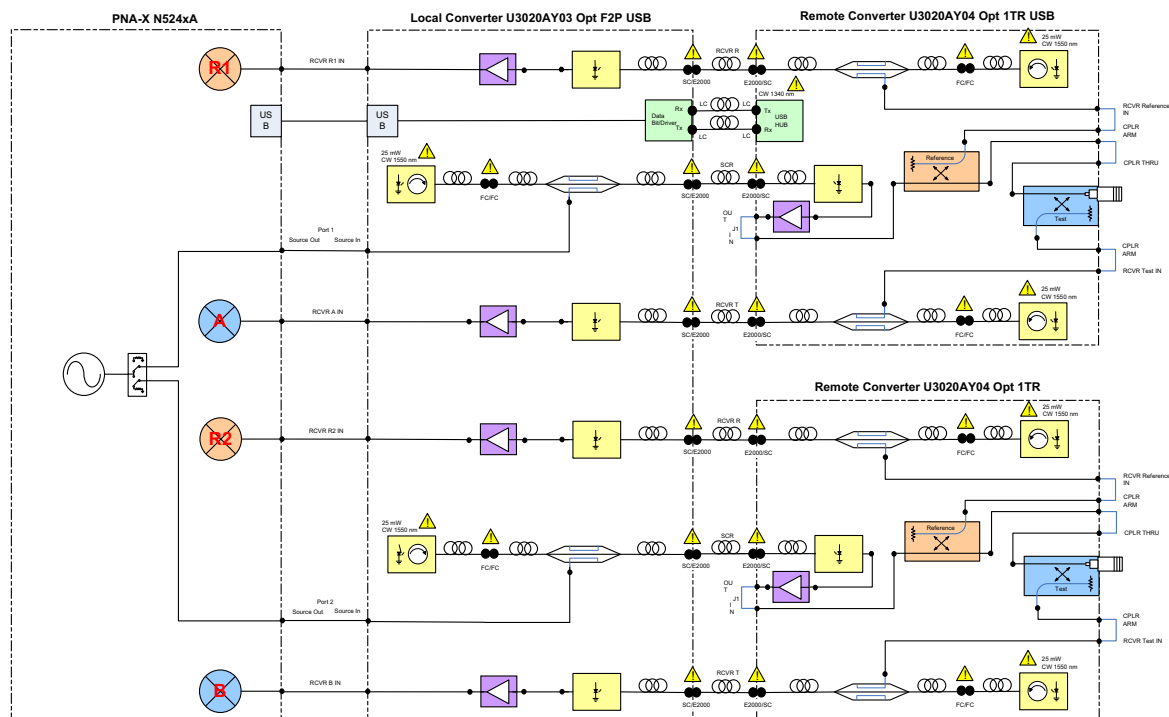 PNA-X N524xA
Local Converter U3020AY03 Opt F2P USB
Remote Converter U3020AY04 Opt 1TR USB
R1
RCVR R1 IN
SC/E2000
RCVR R
E2000/SC
FC/FC
25 mW
CW 1550 nm
US
B
US
B
Data
Bit/Driver
Rx
Tx
LC
LC
LC
LC
CW 1340 nm
Tx
Rx
USB
HUB
RCVR Reference
IN
CPLR
ARM
CPLR THRU
25 mW
CW 1550 nm
FC/FC
SC/E2000
SCR
E2000/SC
Reference
OU
T
J1
I
N
Test
Port 1
Source Out
Source In
CPLR
ARM
RCVR Test IN
A
RCVR A IN
SC/E2000
RCVR T
E2000/SC
FC/FC
25 mW
CW 1550 nm
Remote Converter U3020AY04 Opt 1TR
R2
RCVR R2 IN
SC/E2000
RCVR R
E2000/SC
FC/FC
25 mW
CW 1550 nm
RCVR Reference
IN
CPLR
ARM
CPLR THRU
25 mW
CW 1550 nm
FC/FC
SC/E2000
SCR
E2000/SC
Reference
OU
T
J1
I
N
Test
Port 2
Source Out
Source In
CPLR
ARM
RCVR Test IN
B
RCVR B IN
SC/E2000
RCVR T
E2000/SC
FC/FC
25 mW
CW 1550 nm